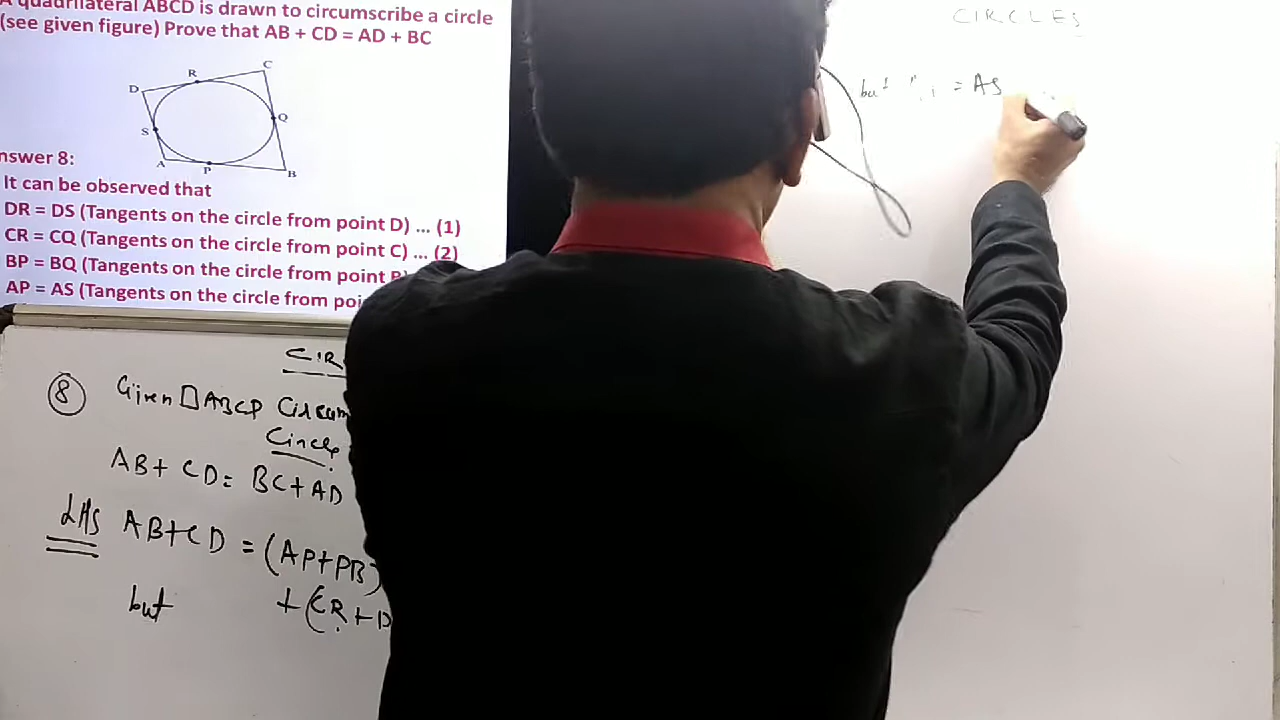 quadrilateral ABCD is drawn to circumscribe a circle
(see given figure) Prove that AB + CD = AD + BC
D
R
C
S
Q
A
P
B
nswer 8:
It can be observed that
DR = DS (Tangents on the circle from point D) ... (1)
CR = CQ (Tangents on the circle from point C) ... (2)
BP = BQ (Tangents on the circle from point
AP = AS (Tangents on the circle from
CIR
8 Given □ABCD Circum
Circle
AB + CD = BC + AD
LHS AB + CD = (AP + PB)
but + (CR + D
CIRCLES
but = AS